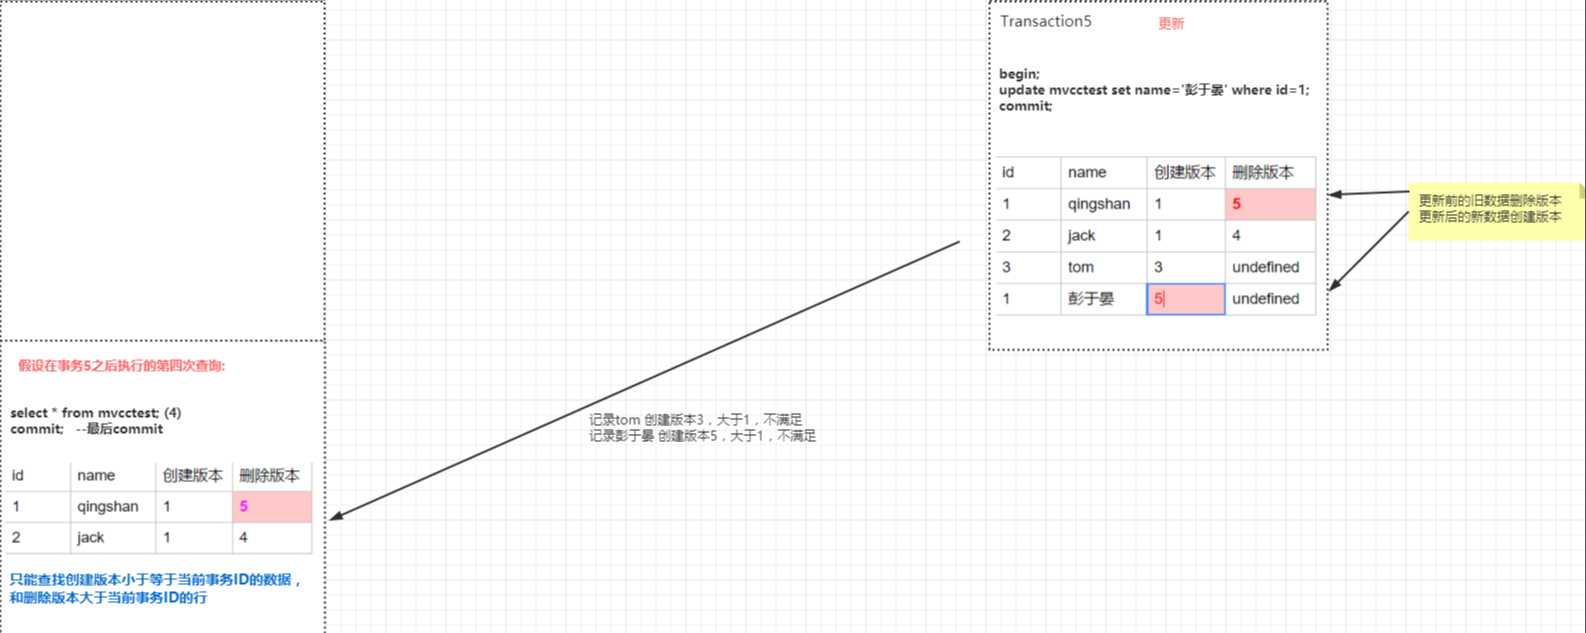 Transaction5 更新
begin;
update mvcctest set name='彭于晏' where id=1;
commit;
id name 创建版本 删除版本
1 qingshan 1 5
2 jack 1 4
3 tom 3 undefined
1 彭于晏 5 undefined
更新前的旧数据删除版本
更新后的新数据创建版本
记录tom 创建版本3，大于1，不满足
记录彭于晏 创建版本5，大于1，不满足
假设在事务5之后执行的第四次查询:
select * from mvcctest; (4)
commit; --最后commit
id name 创建版本 删除版本
1 qingshan 1 5
2 jack 1 4
只能查找创建版本小于等于当前事务ID的数据，
和删除版本大于当前事务ID的行